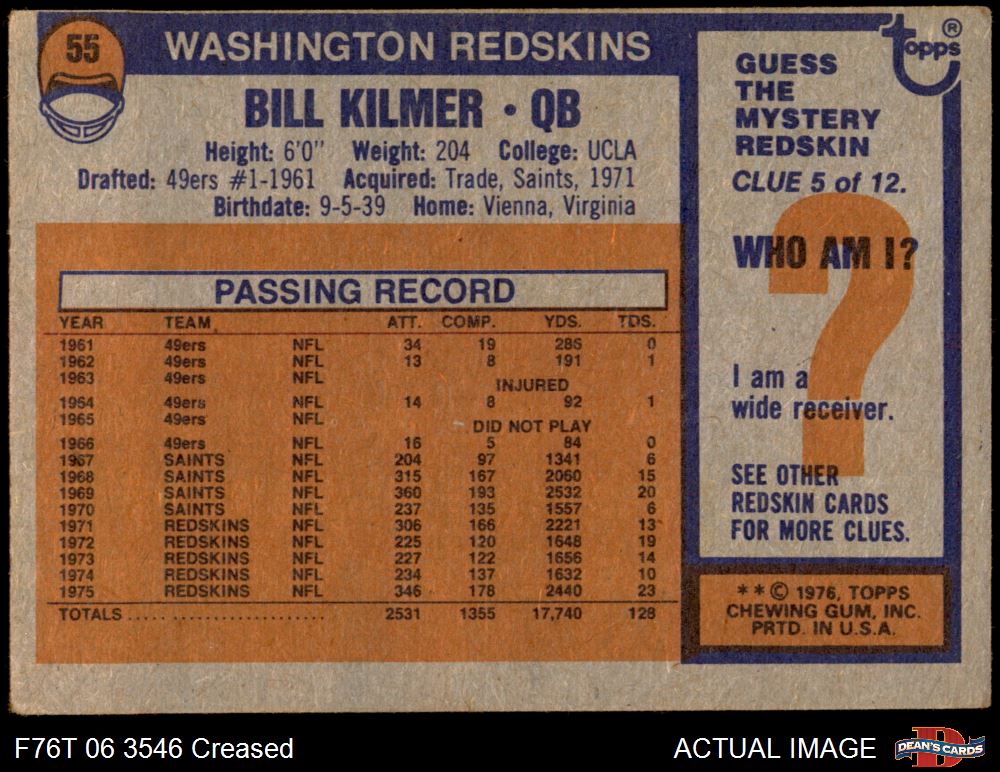 55
WASHINGTON REDSKINS
BILL KILMER • QB
Height: 6'0" Weight: 204 College: UCLA
Drafted: 49ers #1-1961 Acquired: Trade, Saints, 1971
Birthdate: 9-5-39 Home: Vienna, Virginia
PASSING RECORD
YEAR TEAM ATT. COMP. YDS. TDS.
1961 49ers NFL 34 19 286 0
1962 49ers NFL 13 8 191 1
1963 49ers NFL INJURED
1964 49ers NFL 14 8 92 1
1965 49ers NFL DID NOT PLAY
1966 49ers NFL 16 5 84 0
1967 SAINTS NFL 204 97 1341 6
1968 SAINTS NFL 315 167 2060 15
1969 SAINTS NFL 360 193 2532 20
1970 SAINTS NFL 237 135 1557 6
1971 REDSKINS NFL 306 166 2221 13
1972 REDSKINS NFL 225 120 1648 19
1973 REDSKINS NFL 227 122 1656 14
1974 REDSKINS NFL 234 137 1632 10
1975 REDSKINS NFL 346 178 2440 23
TOTALS 2531 1355 17,740 128
topps ®
GUESS
THE
MYSTERY
REDSKIN
CLUE 5 of 12.
?
WHO AM I?
I am a
wide receiver.
SEE OTHER
REDSKIN CARDS
FOR MORE CLUES.
**© 1976, TOPPS
CHEWING GUM, INC.
PRTD. IN U.S.A.
F76T 06 3546 Creased
ACTUAL IMAGE
D
DEAN'S CARDS